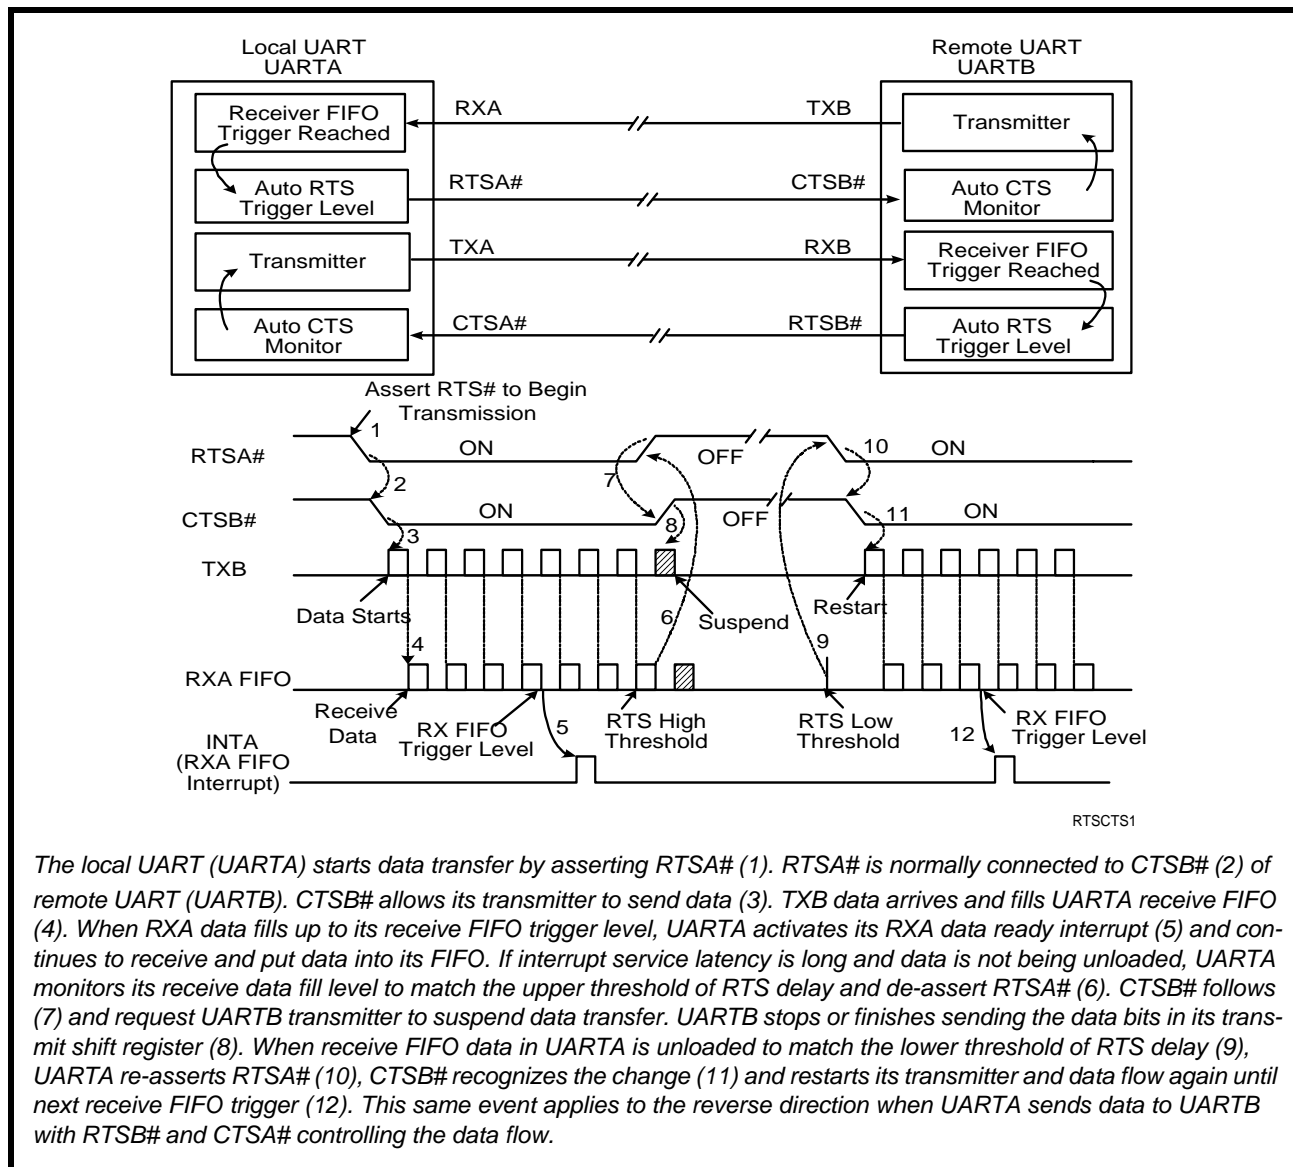 Local UART
UARTA
Remote UART
UARTB
Receiver FIFO
Trigger Reached
RXA
TXB
Transmitter
Auto RTS
Trigger Level
RTSA#
CTSB#
Auto CTS
Monitor
Transmitter
TXA
RXB
Receiver FIFO
Trigger Reached
Auto CTS
Monitor
CTSA#
RTSB#
Auto RTS
Trigger Level
Assert RTS# to Begin
Transmission
1
RTSA#
ON
OFF
10
ON
2
7
CTSB#
ON
8
OFF
11
ON
3
TXB
Data Starts
6
Suspend
Restart
4
9
RXA FIFO
Receive
Data
RX FIFO
Trigger Level
5
RTS High
Threshold
RTS Low
Threshold
12
RX FIFO
Trigger Level
INTA
(RXA FIFO
Interrupt)
RTSCTS1
The local UART (UARTA) starts data transfer by asserting RTSA# (1). RTSA# is normally connected to CTSB# (2) of
remote UART (UARTB). CTSB# allows its transmitter to send data (3). TXB data arrives and fills UARTA receive FIFO
(4). When RXA data fills up to its receive FIFO trigger level, UARTA activates its RXA data ready interrupt (5) and con-
tinues to receive and put data into its FIFO. If interrupt service latency is long and data is not being unloaded, UARTA
monitors its receive data fill level to match the upper threshold of RTS delay and de-assert RTSA# (6). CTSB# follows
(7) and request UARTB transmitter to suspend data transfer. UARTB stops or finishes sending the data bits in its trans-
mit shift register (8). When receive FIFO data in UARTA is unloaded to match the lower threshold of RTS delay (9),
UARTA re-asserts RTSA# (10), CTSB# recognizes the change (11) and restarts its transmitter and data flow again until
next receive FIFO trigger (12). This same event applies to the reverse direction when UARTA sends data to UARTB
with RTSB# and CTSA# controlling the data flow.